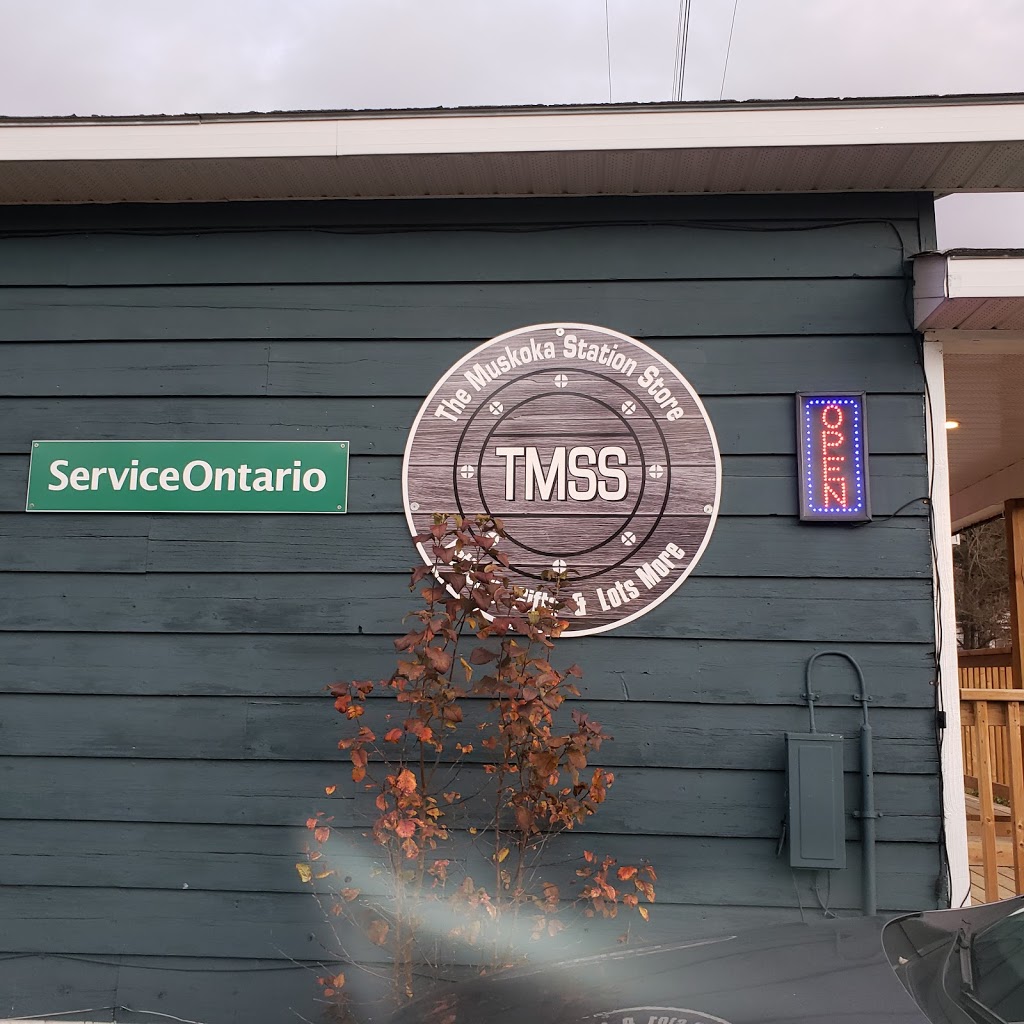 ServiceOntario
The Muskoka Station Store
TMSS
& Lots More
OPEN